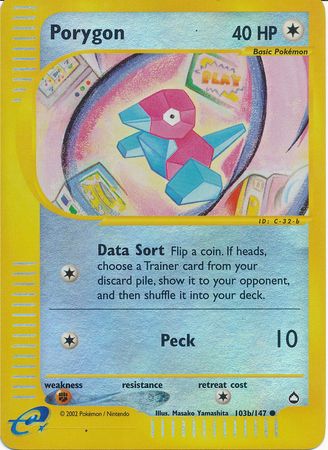 Porygon 40 HP
Basic Pokémon
PLAY
ID: C-32-b
Data Sort Flip a coin. If heads,
choose a Trainer card from your
discard pile, show it to your opponent,
and then shuffle it into your deck.
Peck 10
weakness resistance retreat cost
© 2002 Pokémon / Nintendo Illus. Masako Yamashita 103b/147